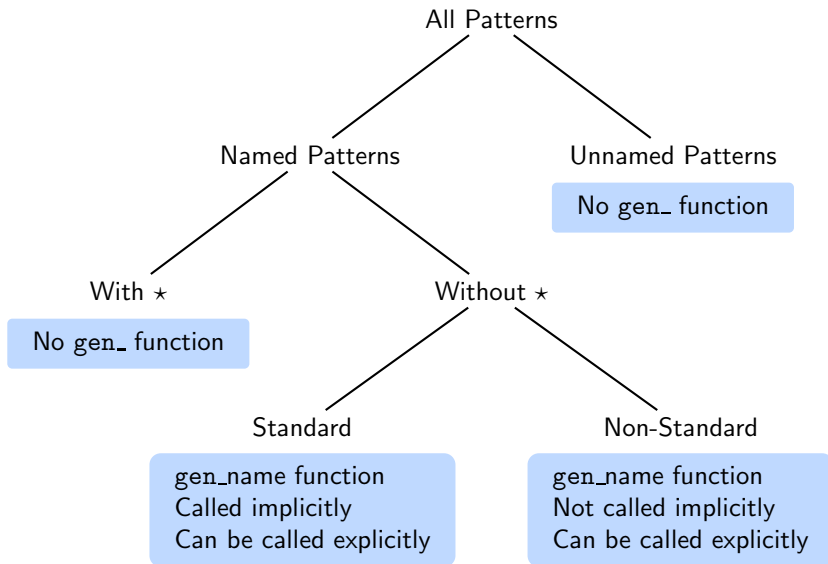 All Patterns
Named Patterns
Unnamed Patterns
No gen_ function
With ⋆
Without ⋆
No gen_ function
Standard
Non-Standard
gen_name function
Called implicitly
Can be called explicitly
gen_name function
Not called implicitly
Can be called explicitly